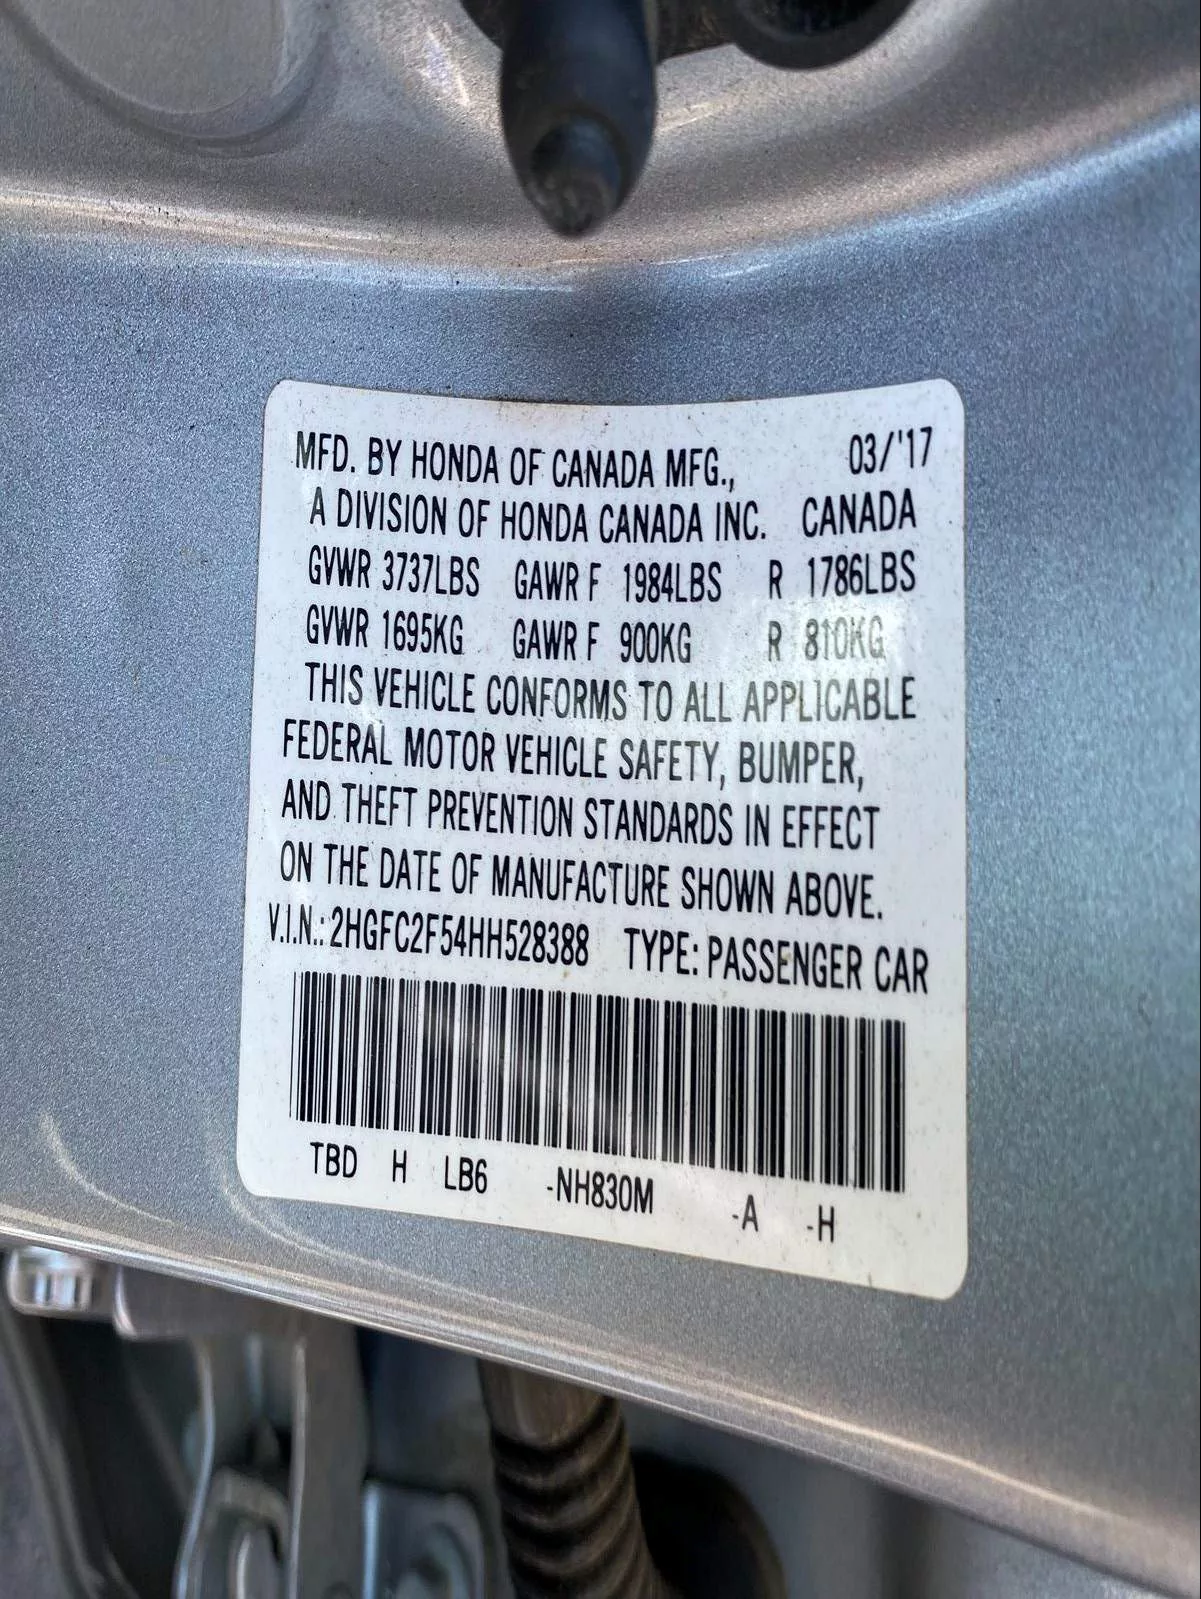 MFD. BY HONDA OF CANADA MFG., 03/'17
A DIVISION OF HONDA CANADA INC. CANADA
GVWR 3737LBS GAWR F 1984LBS R 1786LBS
GVWR 1695KG GAWR F 900KG R 810KG
THIS VEHICLE CONFORMS TO ALL APPLICABLE
FEDERAL MOTOR VEHICLE SAFETY, BUMPER,
AND THEFT PREVENTION STANDARDS IN EFFECT
ON THE DATE OF MANUFACTURE SHOWN ABOVE.
V.I.N.: 2HGFC2F54HH528388 TYPE: PASSENGER CAR
TBD H LB6 -NH830M -A -H